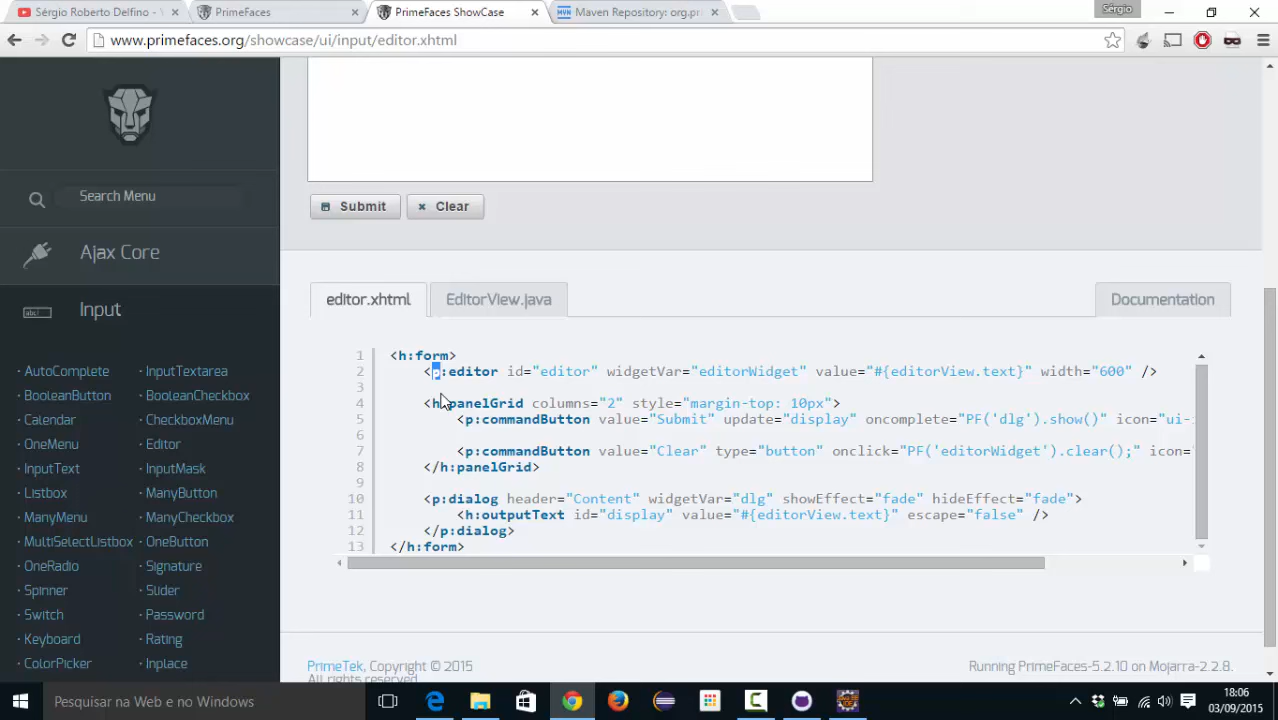 Sérgio Roberto Delfino -
PrimeFaces
PrimeFaces ShowCase
Maven Repository: org.pr
Sérgio
www.primefaces.org/showcase/ui/input/editor.xhtml
Search Menu
Ajax Core
Input
· AutoComplete · InputTextarea
· BooleanButton · BooleanCheckbox
· Calendar · CheckboxMenu
· OneMenu · Editor
· InputText · InputMask
· Listbox · ManyButton
· ManyMenu · ManyCheckbox
· MultiSelectListbox · OneButton
· OneRadio · Signature
· Spinner · Slider
· Switch · Password
· Keyboard · Rating
· ColorPicker · Inplace
Submit Clear
editor.xhtml EditorView.java Documentation
1 <h:form>
2 <p:editor id="editor" widgetVar="editorWidget" value="#{editorView.text}" width="600" />
3
4 <h:panelGrid columns="2" style="margin-top: 10px">
5 <p:commandButton value="Submit" update="display" oncomplete="PF('dlg').show()" icon="ui-
6
7 <p:commandButton value="Clear" type="button" onclick="PF('editorWidget').clear();" icon=
8 </h:panelGrid>
9
10 <p:dialog header="Content" widgetVar="dlg" showEffect="fade" hideEffect="fade">
11 <h:outputText id="display" value="#{editorView.text}" escape="false" />
12 </p:dialog>
13 </h:form>
PrimeTek, Copyright © 2015
All rights reserved.
Running PrimeFaces-5.2.10 on Mojarra-2.2.8.
Pesquisar na Web e no Windows
18:06
03/09/2015